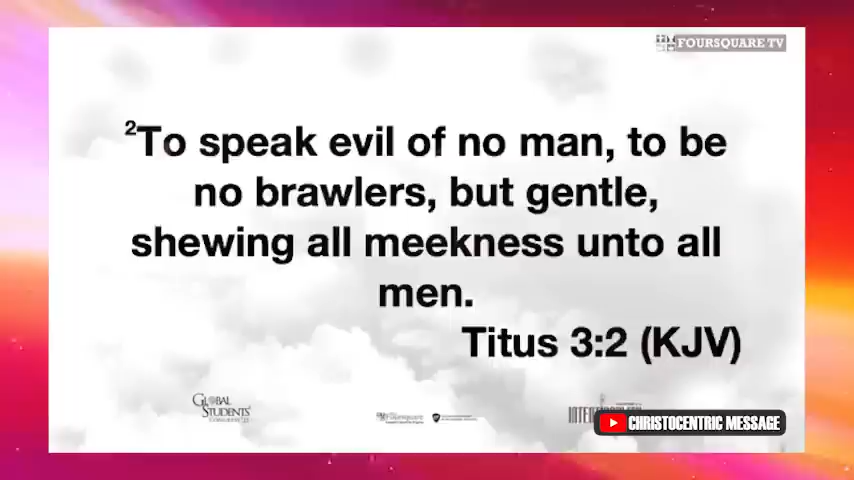 FOURSQUARE TV
²To speak evil of no man, to be
no brawlers, but gentle,
shewing all meekness unto all
men.
Titus 3:2 (KJV)
GLOBAL
STUDENTS'
Foursquare
CHRISTOCENTRIC MESSAGE